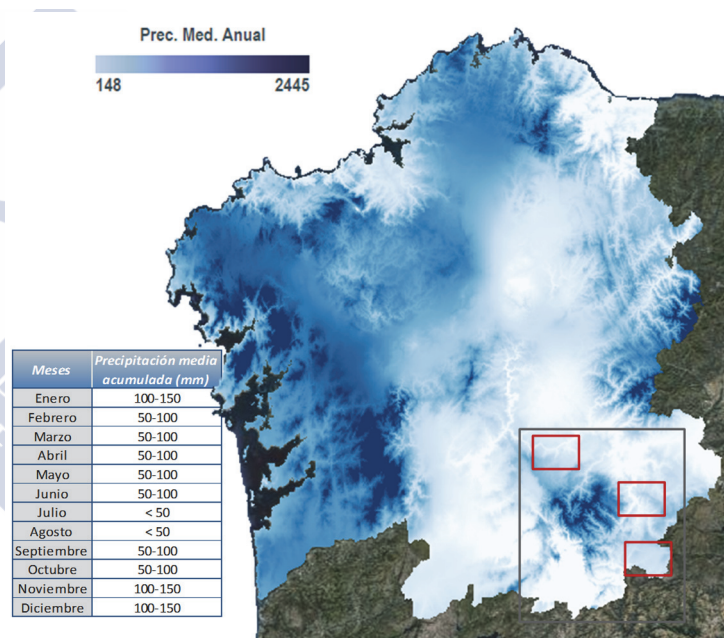 Prec. Med. Anual
148 2445
Meses Precipitación media acumulada (mm)
Enero 100-150
Febrero 50-100
Marzo 50-100
Abril 50-100
Mayo 50-100
Junio 50-100
Julio < 50
Agosto < 50
Septiembre 50-100
Octubre 50-100
Noviembre 100-150
Diciembre 100-150